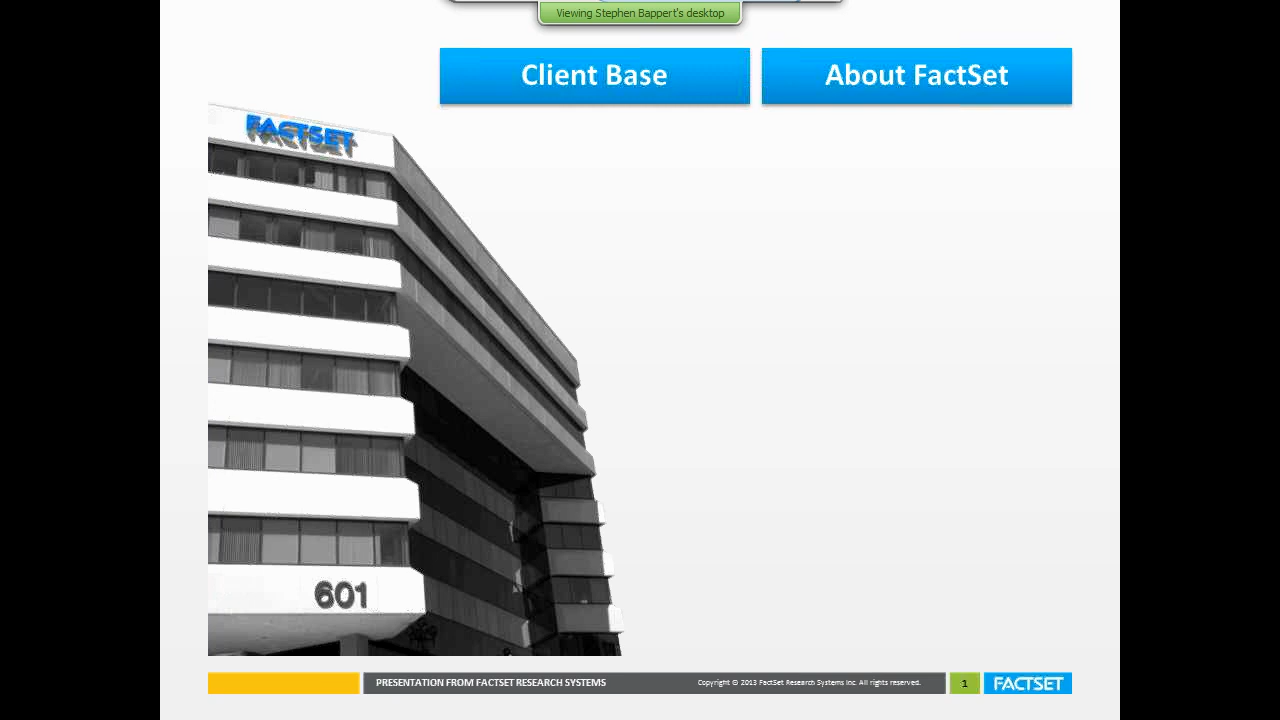 Viewing Stephen Bappert's desktop
Client Base
About FactSet
FACTSET
601
PRESENTATION FROM FACTSET RESEARCH SYSTEMS
Copyright © 2013 FactSet Research Systems Inc. All rights reserved.
1
FACTSET